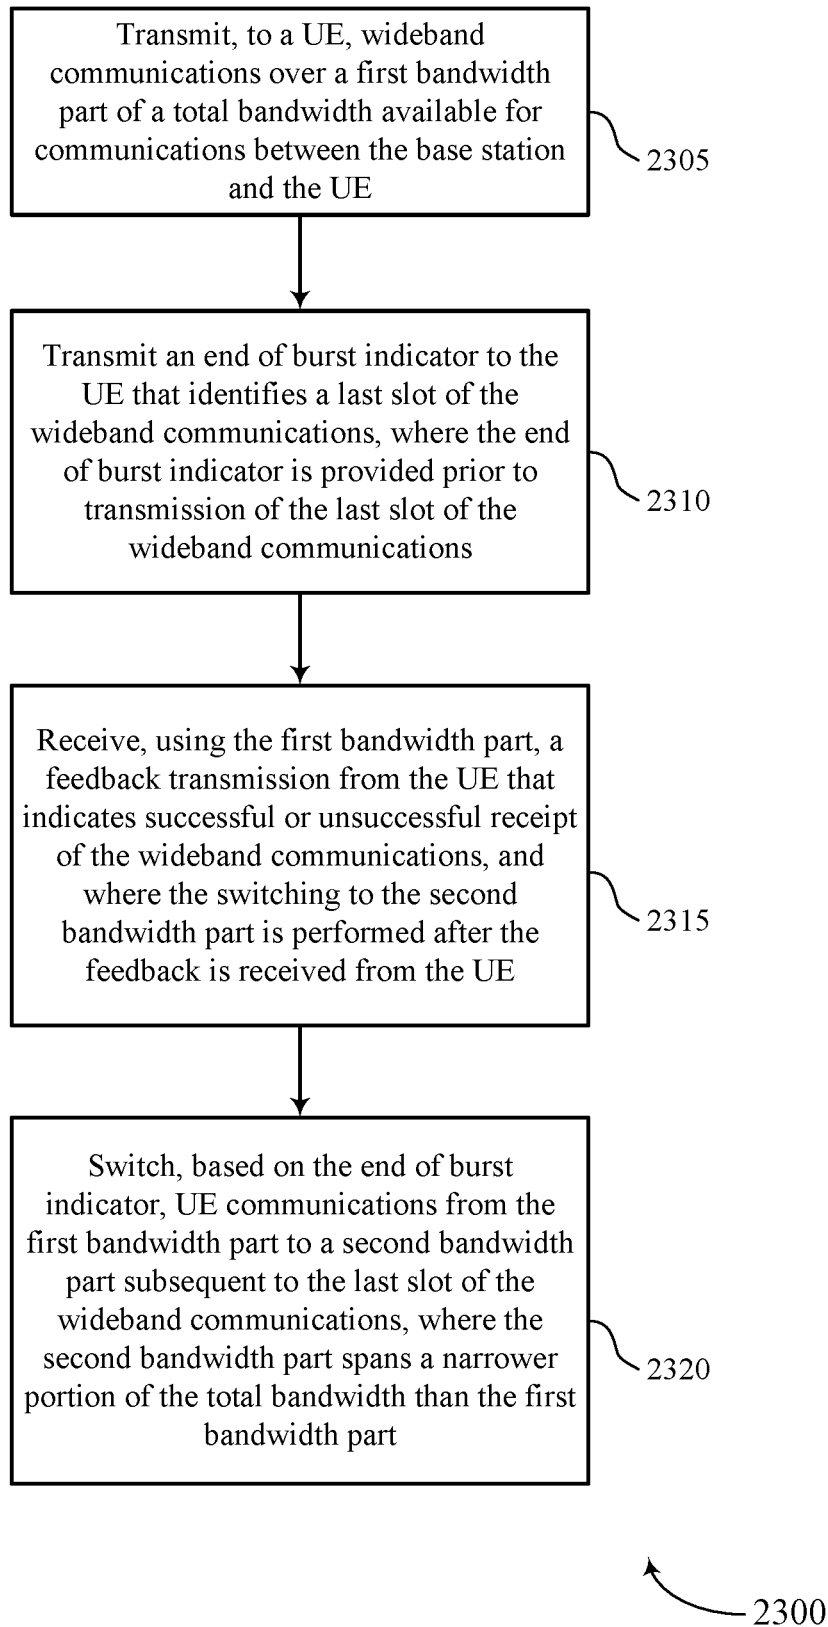 Transmit, to a UE, wideband
communications over a first bandwidth
part of a total bandwidth available for
communications between the base station
and the UE
2305
Transmit an end of burst indicator to the
UE that identifies a last slot of the
wideband communications, where the end
of burst indicator is provided prior to
transmission of the last slot of the
wideband communications
2310
Receive, using the first bandwidth part, a
feedback transmission from the UE that
indicates successful or unsuccessful receipt
of the wideband communications, and
where the switching to the second
bandwidth part is performed after the
feedback is received from the UE
2315
Switch, based on the end of burst
indicator, UE communications from the
first bandwidth part to a second bandwidth
part subsequent to the last slot of the
wideband communications, where the
second bandwidth part spans a narrower
portion of the total bandwidth than the first
bandwidth part
2320
2300